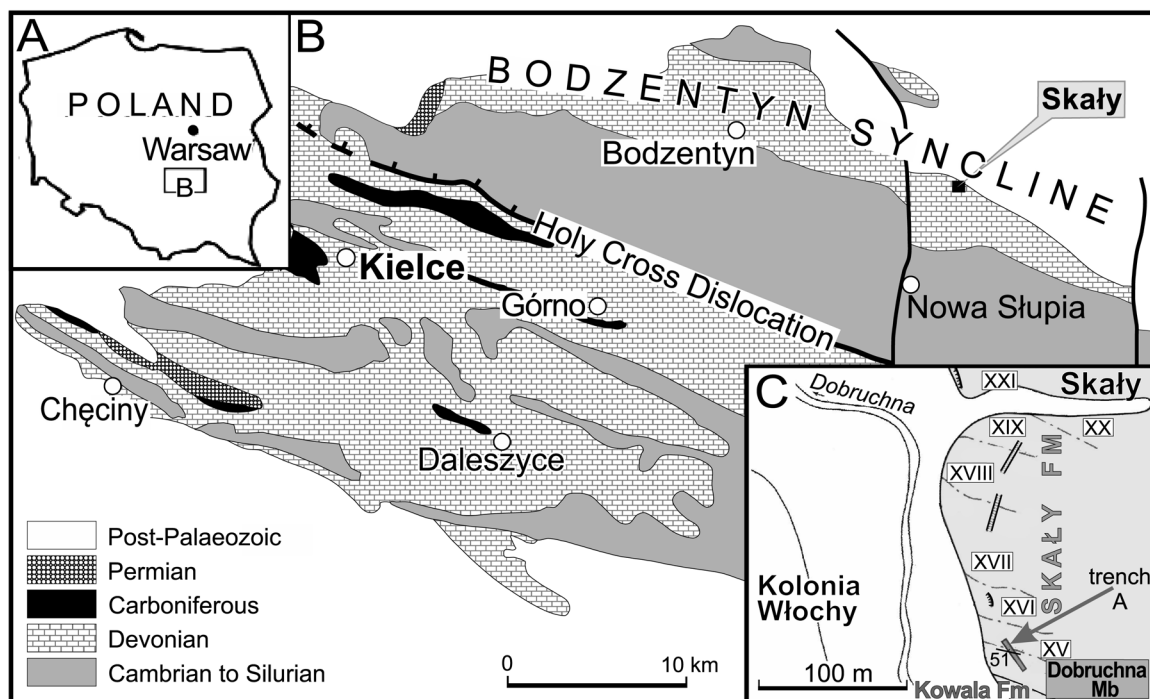 A
POLAND
Warsaw
B
B
BODZENTYN SYNCLINE
Skały
Bodzentyn
Holy Cross Dislocation
Kielce
Górno
Nowa Słupia
Chęciny
Daleszyce
Post-Palaeozoic
Permian
Carboniferous
Devonian
Cambrian to Silurian
0 10 km
C
Dobruchna
XXI
Skały
XIX
XX
XVIII
SKAŁY FM
XVII
trench
A
Kolonia
Włochy
XVI
XV
51
100 m
Dobruchna
Mb
Kowala Fm